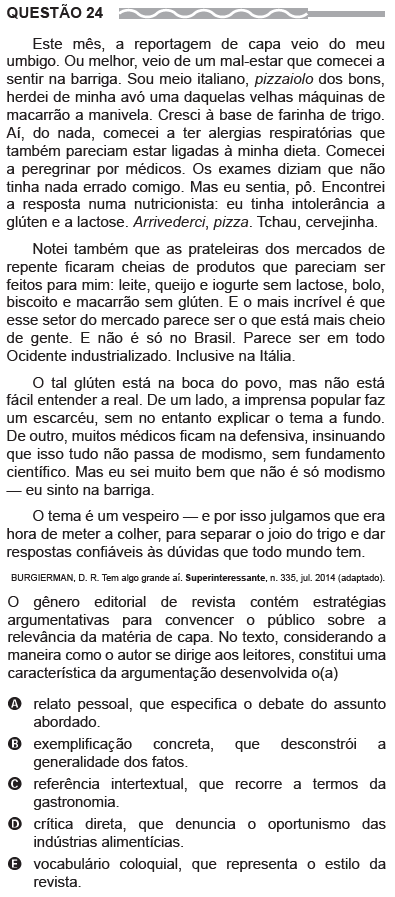 QUESTÃO 24
Este mês, a reportagem de capa veio do meu
umbigo. Ou melhor, veio de um mal-estar que comecei a
sentir na barriga. Sou meio italiano, pizzaiolo dos bons,
herdei de minha avó uma daquelas velhas máquinas de
macarrão a manivela. Cresci à base de farinha de trigo.
Aí, do nada, comecei a ter alergias respiratórias que
também pareciam estar ligadas à minha dieta. Comecei
a peregrinar por médicos. Os exames diziam que não
tinha nada errado comigo. Mas eu sentia, pô. Encontrei
a resposta numa nutricionista: eu tinha intolerância a
glúten e a lactose. Arrivederci, pizza. Tchau, cervejinha.
Notei também que as prateleiras dos mercados de
repente ficaram cheias de produtos que pareciam ser
feitos para mim: leite, queijo e iogurte sem lactose, bolo,
biscoito e macarrão sem glúten. E o mais incrível é que
esse setor do mercado parece ser o que está mais cheio
de gente. E não é só no Brasil. Parece ser em todo
Ocidente industrializado. Inclusive na Itália.
O tal glúten está na boca do povo, mas não está
fácil entender a real. De um lado, a imprensa popular faz
um escarcéu, sem no entanto explicar o tema a fundo.
De outro, muitos médicos ficam na defensiva, insinuando
que isso tudo não passa de modismo, sem fundamento
científico. Mas eu sei muito bem que não é só modismo
— eu sinto na barriga.
O tema é um vespeiro — e por isso julgamos que era
hora de meter a colher, para separar o joio do trigo e dar
respostas confiáveis às dúvidas que todo mundo tem.
BURGIERMAN, D. R. Tem algo grande aí. Superinteressante, n. 335, jul. 2014 (adaptado).
O gênero editorial de revista contém estratégias
argumentativas para convencer o público sobre a
relevância da matéria de capa. No texto, considerando a
maneira como o autor se dirige aos leitores, constitui uma
característica da argumentação desenvolvida o(a)
A relato pessoal, que especifica o debate do assunto
abordado.
B exemplificação concreta, que desconstrói a
generalidade dos fatos.
C referência intertextual, que recorre a termos da
gastronomia.
D crítica direta, que denuncia o oportunismo das
indústrias alimentícias.
E vocabulário coloquial, que representa o estilo da
revista.